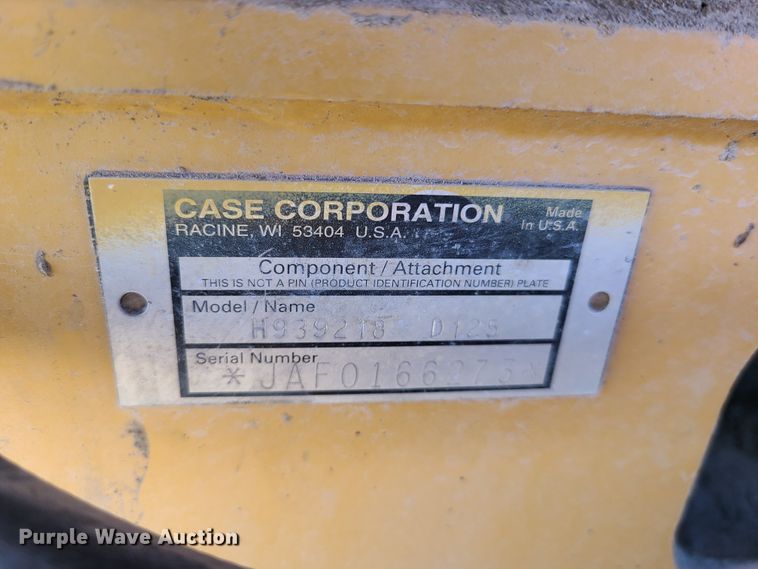 CASE CORPORATION
RACINE, WI 53404 U.S.A.
Made
In U.S.A.
Component / Attachment
THIS IS NOT A PIN (PRODUCT IDENTIFICATION NUMBER) PLATE
Model / Name
H939218 D125
Serial Number
*JAF0166273*
Purple Wave Auction®